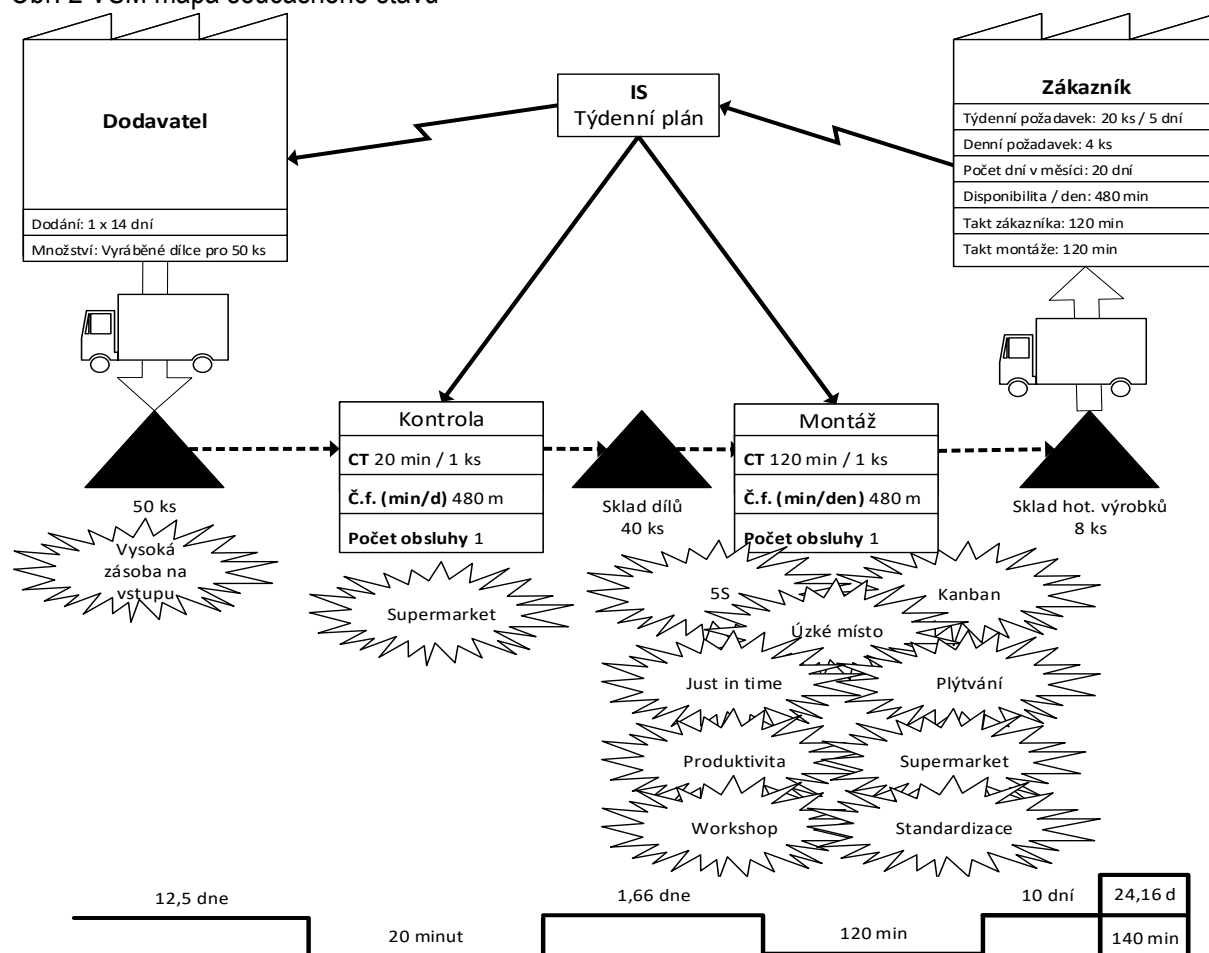 Obr. 2 VSM mapa současného stavu
Dodavatel
Dodání: 1 x 14 dní
Množství: Vyráběné dílce pro 50 ks
IS
Týdenní plán
Zákazník
Týdenní požadavek: 20 ks / 5 dní
Denní požadavek: 4 ks
Počet dní v měsíci: 20 dní
Disponibilita / den: 480 min
Takt zákazníka: 120 min
Takt montáže: 120 min
50 ks
Vysoká
zásoba na
vstupu
Kontrola
CT 20 min / 1 ks
Č.f. (min/d) 480 m
Počet obsluhy 1
Supermarket
Sklad dílů
40 ks
Montáž
CT 120 min / 1 ks
Č.f. (min/den) 480 m
Počet obsluhy 1
Sklad hot. výrobků
8 ks
5S
Kanban
Úzké místo
Just in time
Plýtvání
Produktivita
Supermarket
Workshop
Standardizace
12,5 dne
20 minut
1,66 dne
120 min
10 dní
24,16 d
140 min